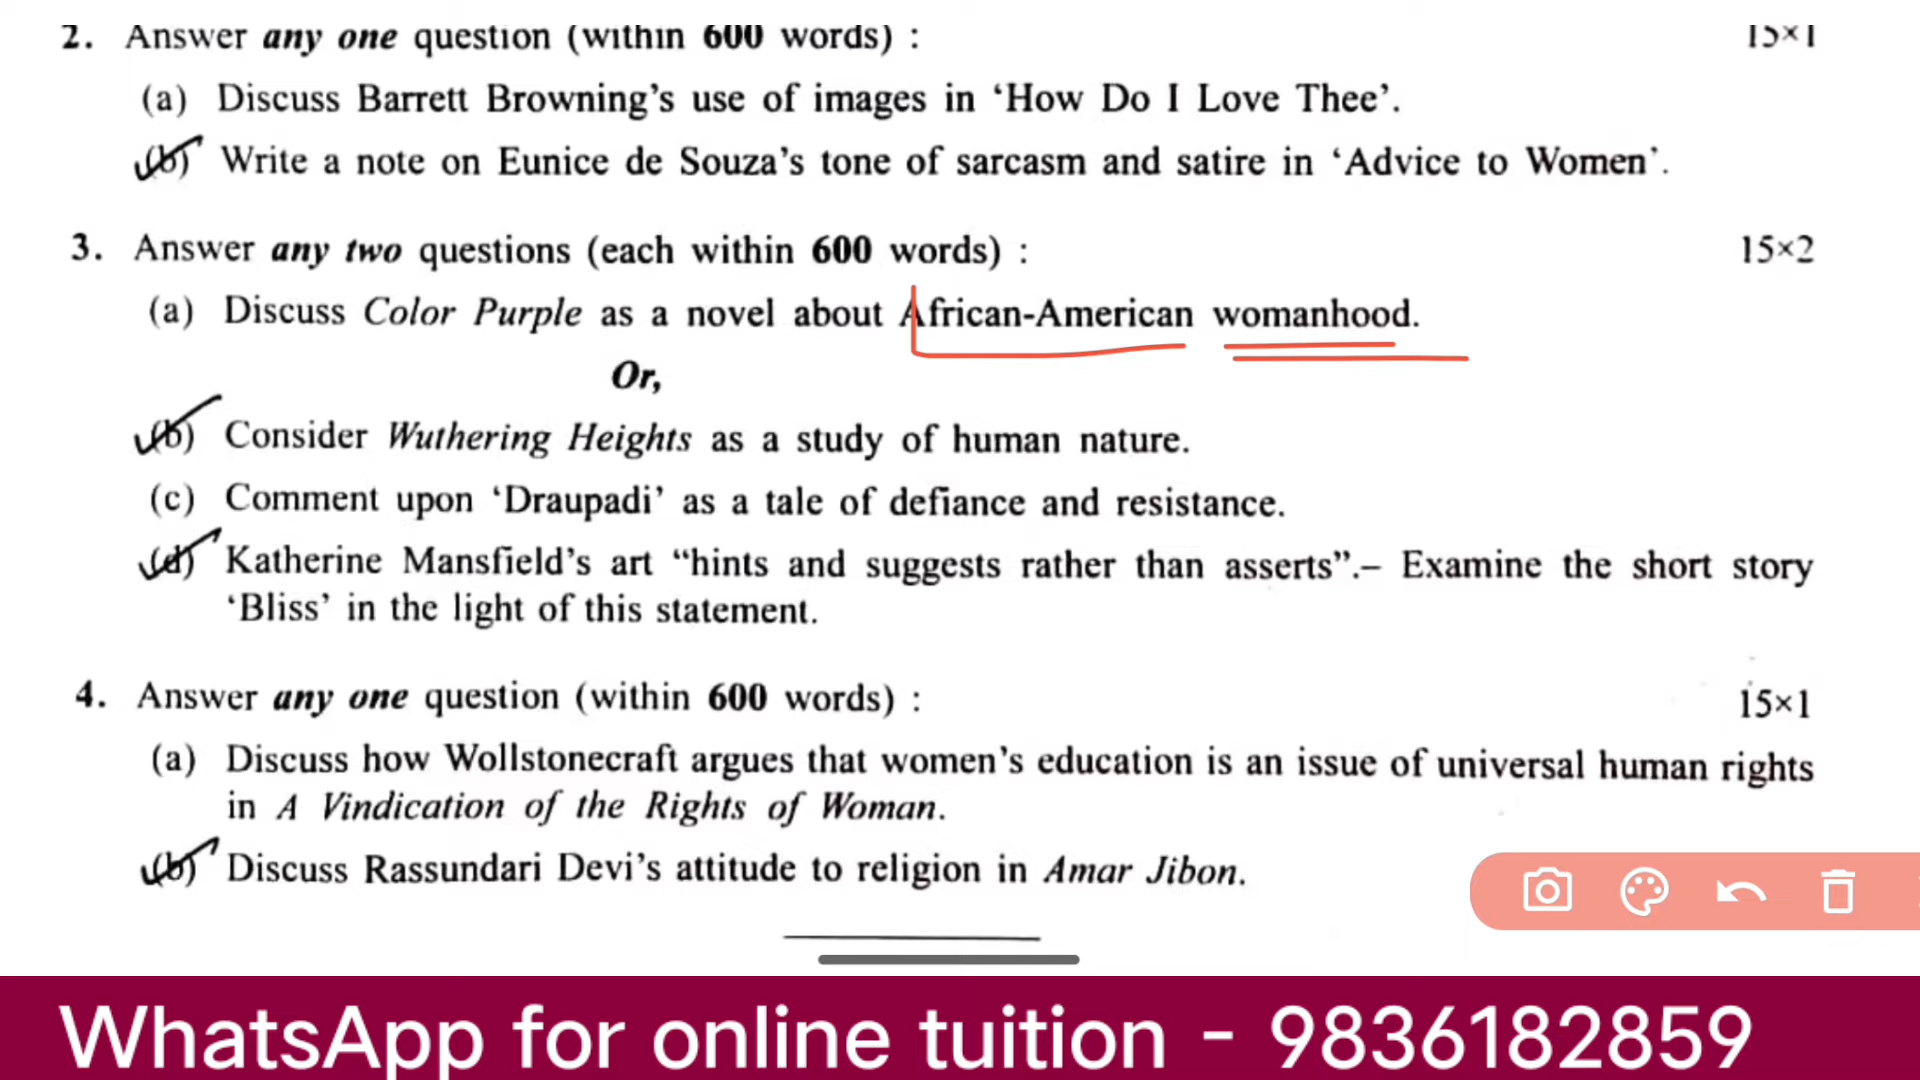 2. Answer any one question (within 600 words) : 15×1
(a) Discuss Barrett Browning's use of images in ‘How Do I Love Thee’.
(b) Write a note on Eunice de Souza's tone of sarcasm and satire in ‘Advice to Women’.
3. Answer any two questions (each within 600 words) : 15×2
(a) Discuss Color Purple as a novel about African-American womanhood.
Or,
(b) Consider Wuthering Heights as a study of human nature.
(c) Comment upon ‘Draupadi’ as a tale of defiance and resistance.
(d) Katherine Mansfield's art “hints and suggests rather than asserts”.– Examine the short story
‘Bliss’ in the light of this statement.
4. Answer any one question (within 600 words) : 15×1
(a) Discuss how Wollstonecraft argues that women's education is an issue of universal human rights
in A Vindication of the Rights of Woman.
(b) Discuss Rassundari Devi's attitude to religion in Amar Jibon.
WhatsApp for online tuition - 9836182859